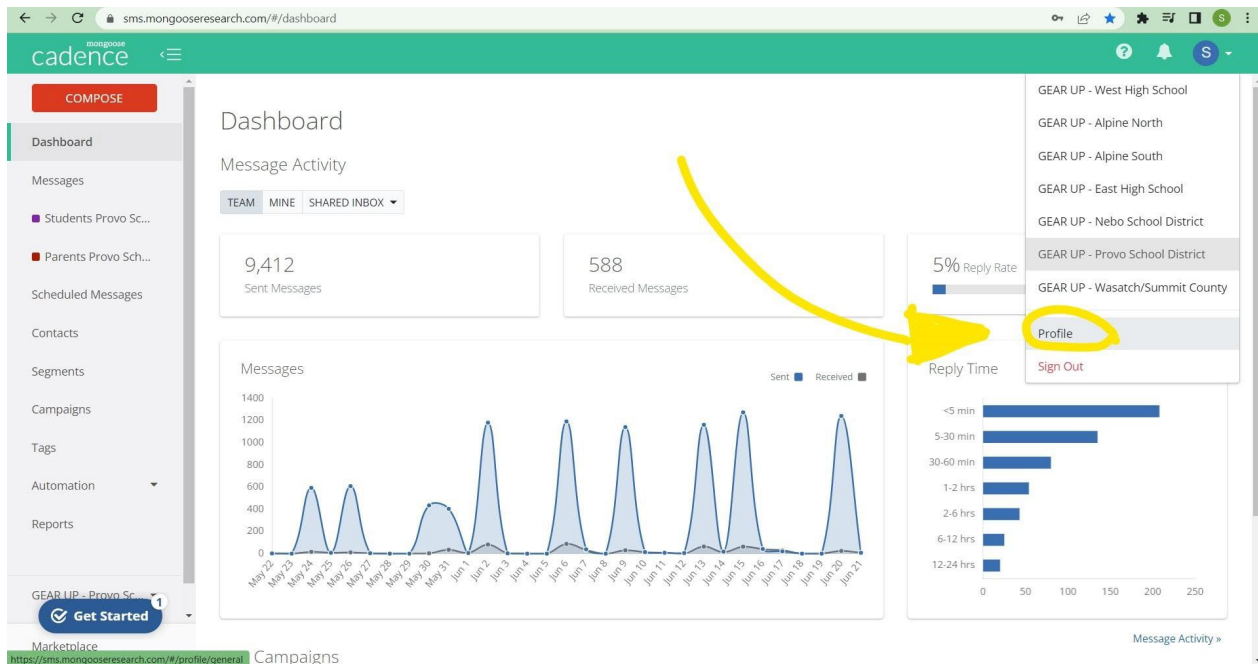 sms.mongooseresearch.com/#/dashboard
S
mongoose
cadence
?
S
COMPOSE
Dashboard
Messages
Students Provo Sc...
Parents Provo Sch...
Scheduled Messages
Contacts
Segments
Campaigns
Tags
Automation
Reports
GEAR UP - Provo Sc...
1
Get Started
Marketplace
https://sms.mongooseresearch.com/#/profile/general
Dashboard
Message Activity
TEAM MINE SHARED INBOX
9,412
Sent Messages
588
Received Messages
5% Reply Rate
GEAR UP - West High School
GEAR UP - Alpine North
GEAR UP - Alpine South
GEAR UP - East High School
GEAR UP - Nebo School District
GEAR UP - Provo School District
GEAR UP - Wasatch/Summit County
Profile
Sign Out
Messages
Sent Received
1400
1200
1000
800
600
400
200
0
May 22 May 23 May 24 May 25 May 26 May 27 May 28 May 29 May 30 May 31 Jun 1 Jun 2 Jun 3 Jun 4 Jun 5 Jun 6 Jun 7 Jun 8 Jun 9 Jun 10 Jun 11 Jun 12 Jun 13 Jun 14 Jun 15 Jun 16 Jun 17 Jun 18 Jun 19 Jun 20 Jun 21
Reply Time
<5 min
5-30 min
30-60 min
1-2 hrs
2-6 hrs
6-12 hrs
12-24 hrs
0 50 100 150 200 250
Message Activity »
Campaigns